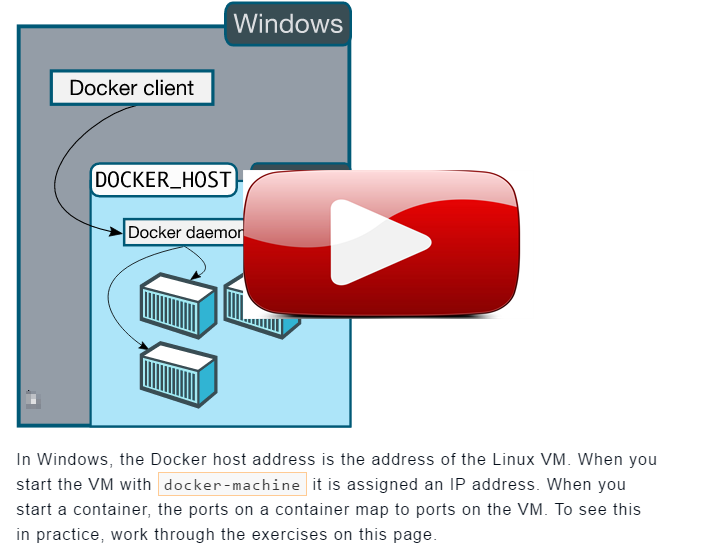 Windows
Docker client
DOCKER_HOST
Docker
In Windows, the Docker host address is the address of the Linux VM. When you
start the VM with docker-machine it is assigned an IP address. When you
start a container, the ports on a container map to ports on the VM. To see this
in practice, work through the exercises on this page.